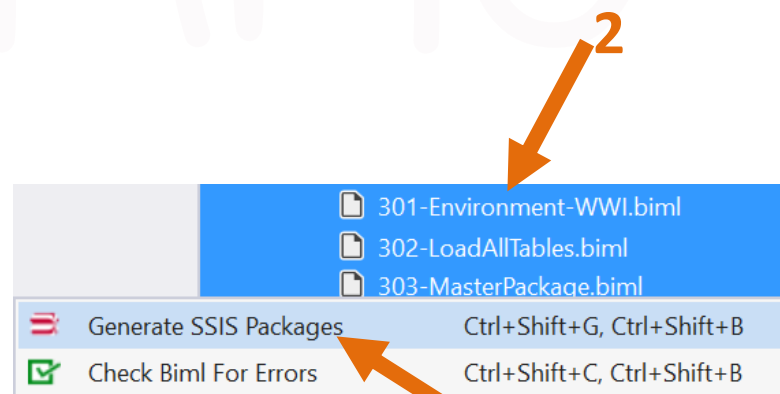 2
301-Environment-WWI.biml
302-LoadAllTables.biml
303-MasterPackage.biml
Generate SSIS Packages Ctrl+Shift+G, Ctrl+Shift+B
Check Biml For Errors Ctrl+Shift+C, Ctrl+Shift+B